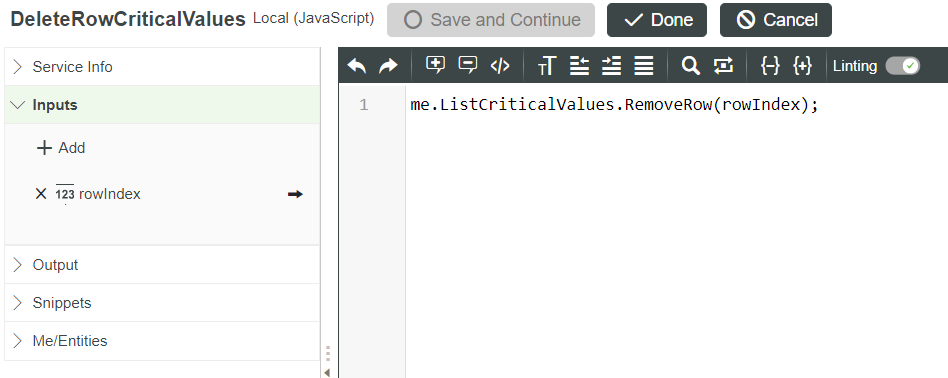 DeleteRowCriticalValues Local (JavaScript) Save and Continue Done Cancel
Service Info
Inputs
Add
123 rowIndex
Output
Snippets
Me/Entities
Linting
1 me.ListCriticalValues.RemoveRow(rowIndex);